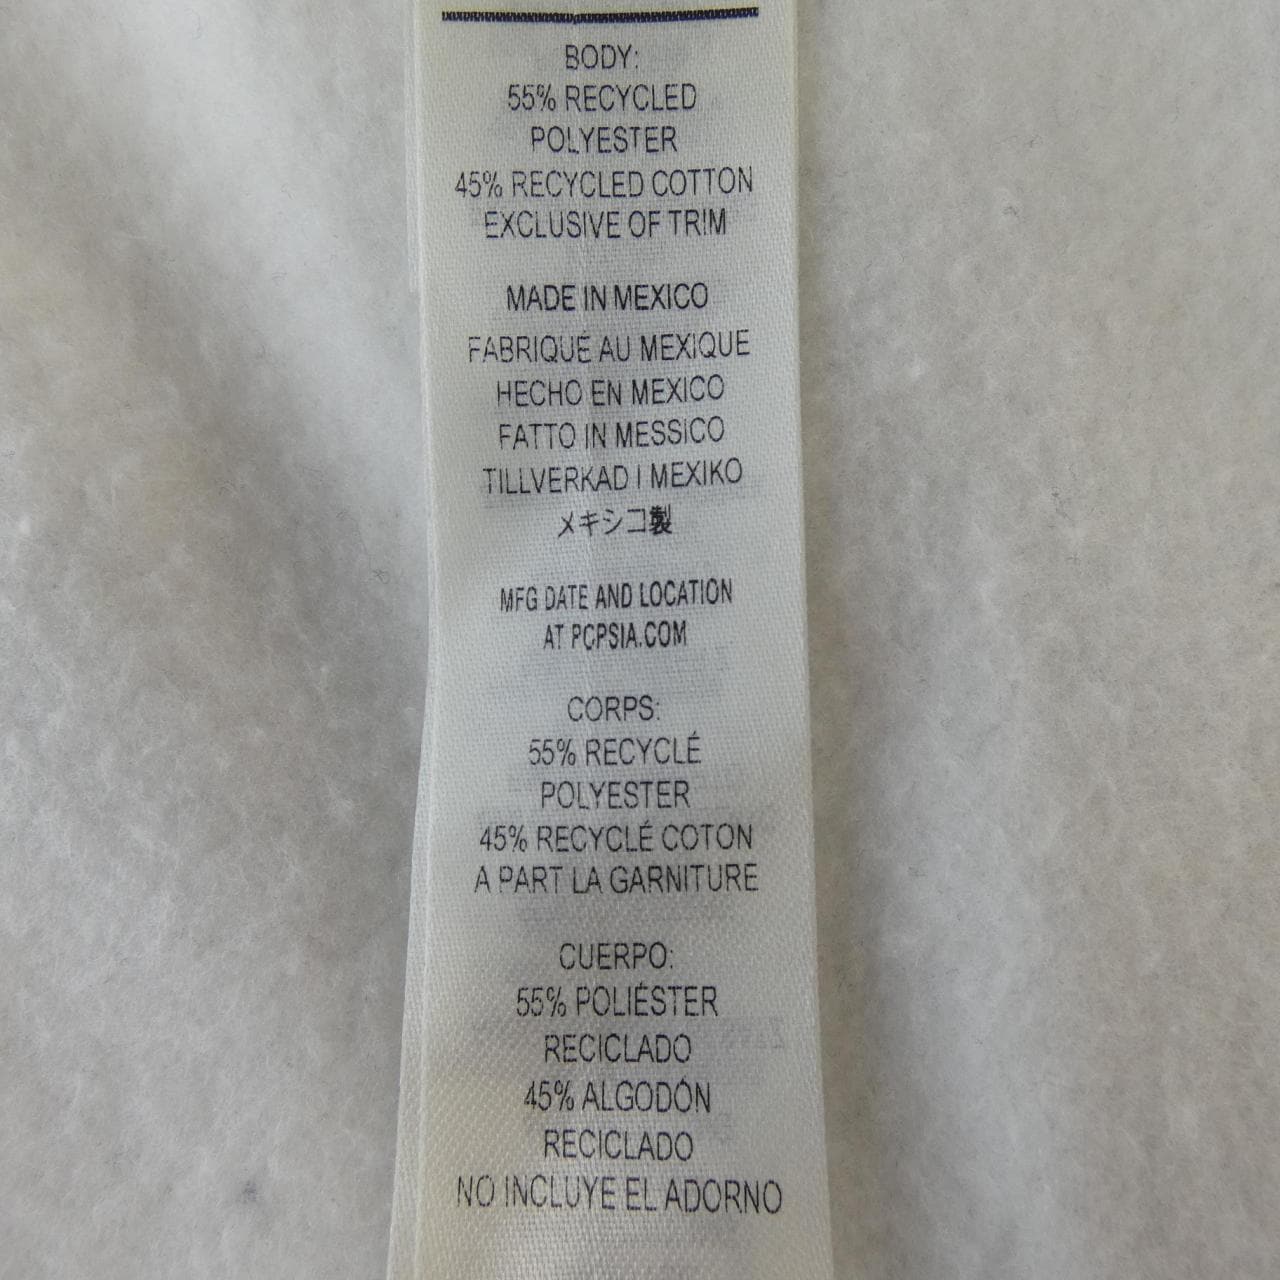 BODY:
55% RECYCLED
POLYESTER
45% RECYCLED COTTON
EXCLUSIVE OF TRIM
MADE IN MEXICO
FABRIQUÉ AU MEXIQUE
HECHO EN MEXICO
FATTO IN MESSICO
TILLVERKAD I MEXIKO
メキシコ製
MFG DATE AND LOCATION
AT PCPSIA.COM
CORPS:
55% RECYCLÉ
POLYESTER
45% RECYCLÉ COTON
A PART LA GARNITURE
CUERPO:
55% POLIÉSTER
RECICLADO
45% ALGODÓN
RECICLADO
NO INCLUYE EL ADORNO